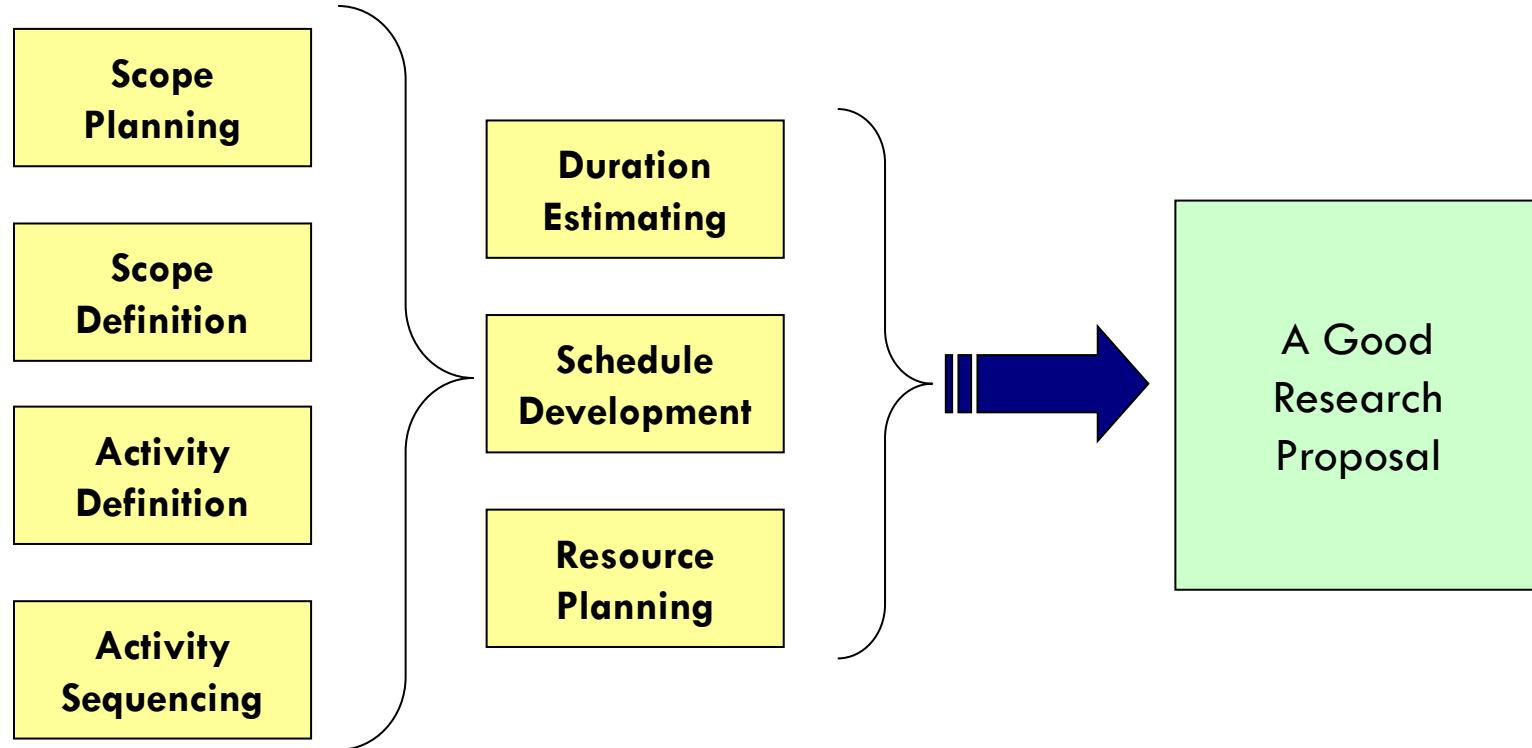 Scope
Planning
Scope
Definition
Activity
Definition
Activity
Sequencing
Duration
Estimating
Schedule
Development
Resource
Planning
A Good
Research
Proposal